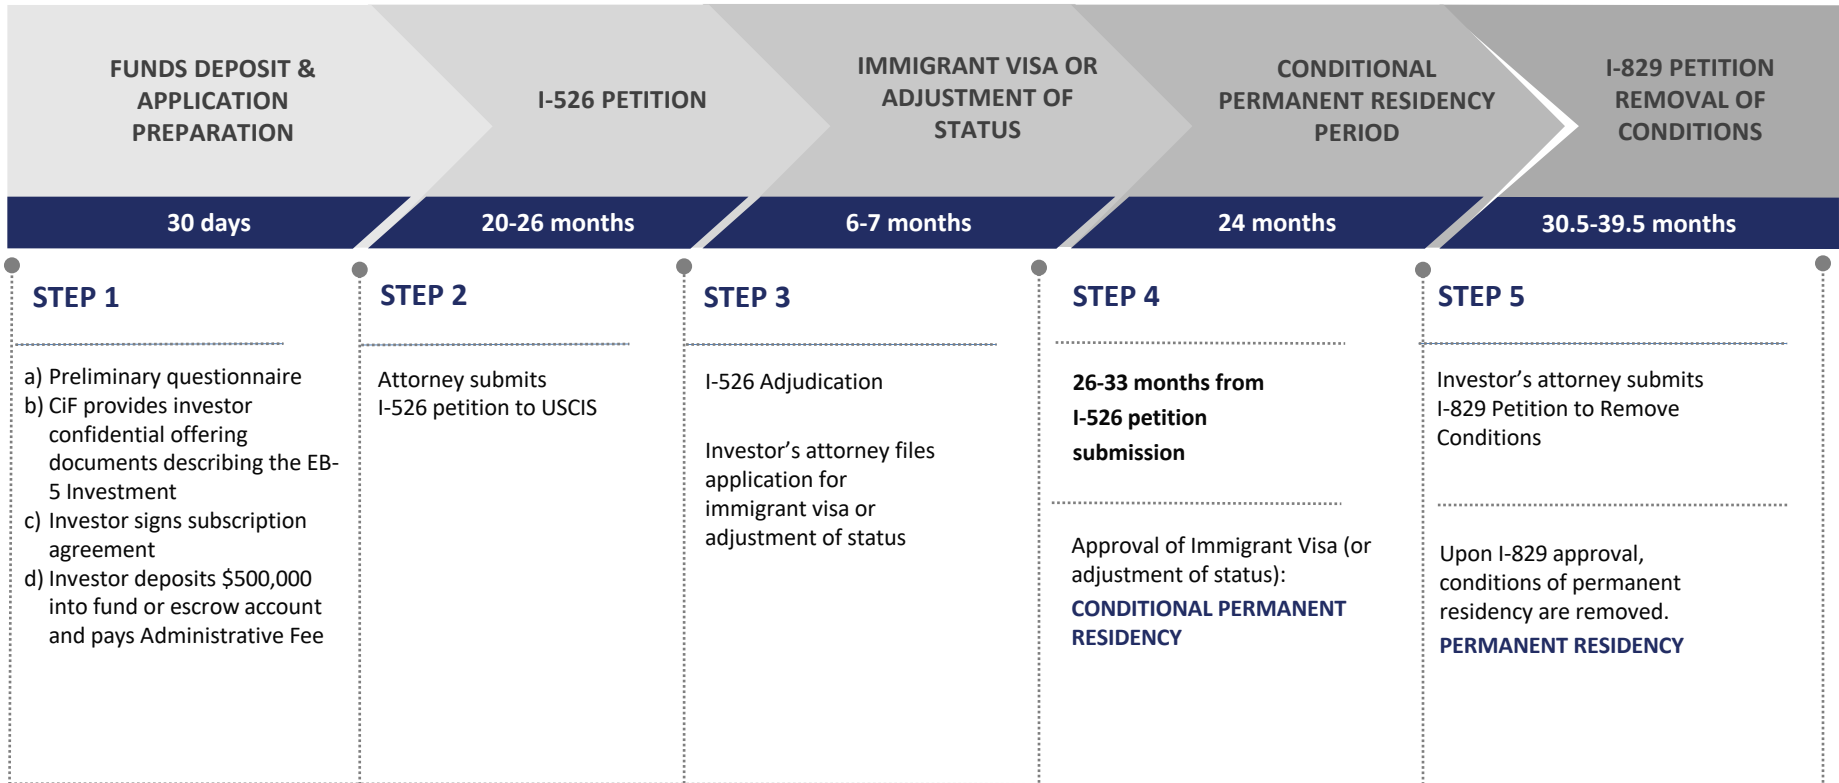 FUNDS DEPOSIT &
APPLICATION
PREPARATION
I-526 PETITION
IMMIGRANT VISA OR
ADJUSTMENT OF
STATUS
CONDITIONAL
PERMANENT RESIDENCY
PERIOD
I-829 PETITION
REMOVAL OF
CONDITIONS
30 days
20-26 months
6-7 months
24 months
30.5-39.5 months
STEP 1
a) Preliminary questionnaire
b) CiF provides investor
confidential offering
documents describing the EB-
5 Investment
c) Investor signs subscription
agreement
d) Investor deposits $500,000
into fund or escrow account
and pays Administrative Fee
STEP 2
Attorney submits
I-526 petition to USCIS
STEP 3
I-526 Adjudication
Investor’s attorney files
application for
immigrant visa or
adjustment of status
STEP 4
26-33 months from
I-526 petition
submission
Approval of Immigrant Visa (or
adjustment of status):
CONDITIONAL PERMANENT
RESIDENCY
STEP 5
Investor’s attorney submits
I-829 Petition to Remove
Conditions
Upon I-829 approval,
conditions of permanent
residency are removed.
PERMANENT RESIDENCY